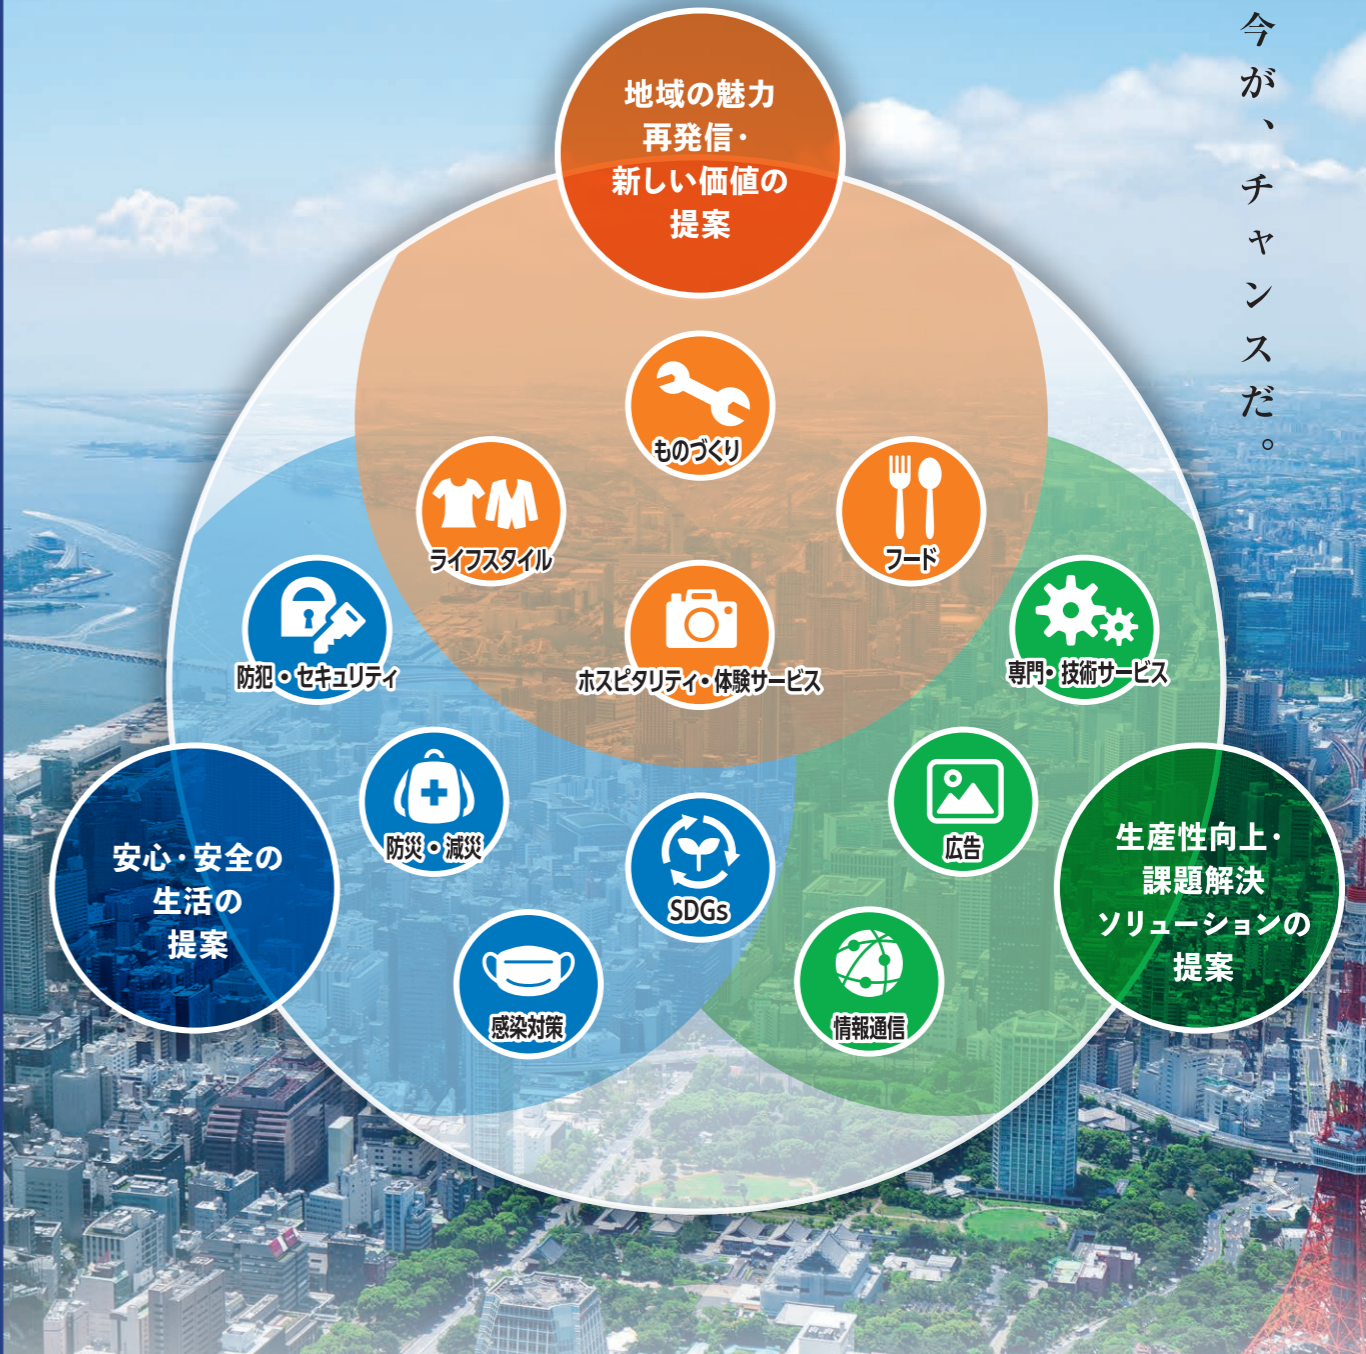 今が、チャンスだ。
地域の魅力
再発信・
新しい価値の
提案
ものづくり
ライフスタイル
フード
ホスピタリティ・体験サービス
防犯・セキュリティ
防災・減災
SDGs
感染対策
専門・技術サービス
広告
情報通信
安心・安全の
生活の
提案
生産性向上・
課題解決
ソリューションの
提案